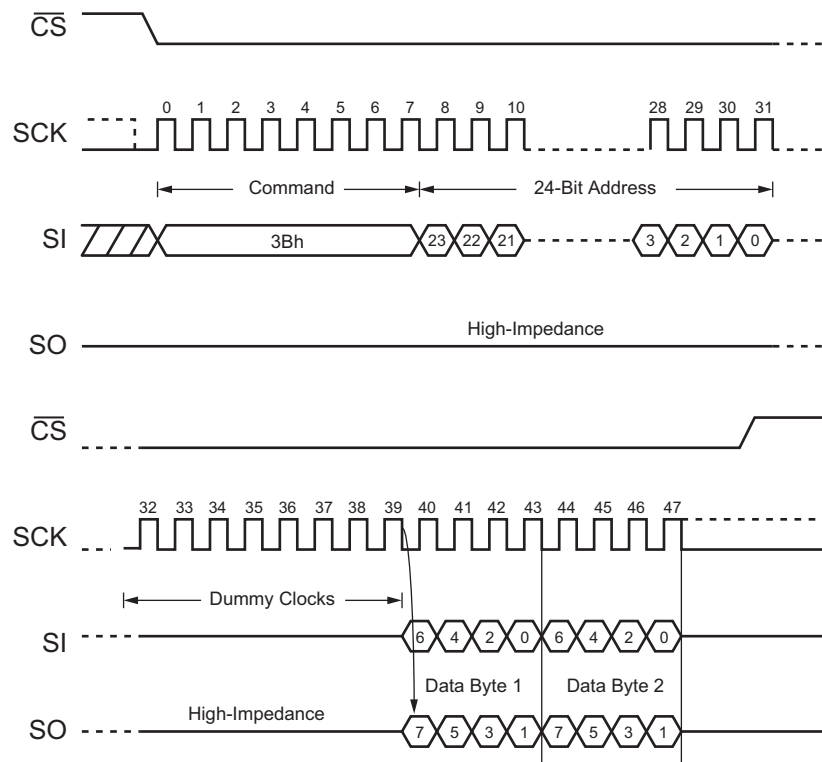 CS
0 1 2 3 4 5 6 7 8 9 10 28 29 30 31
SCK
Command 24-Bit Address
SI 3Bh 23 22 21 3 2 1 0
High-Impedance
SO
CS
32 33 34 35 36 37 38 39 40 41 42 43 44 45 46 47
SCK
Dummy Clocks
SI 6 4 2 0 6 4 2 0
Data Byte 1 Data Byte 2
High-Impedance
SO 7 5 3 1 7 5 3 1